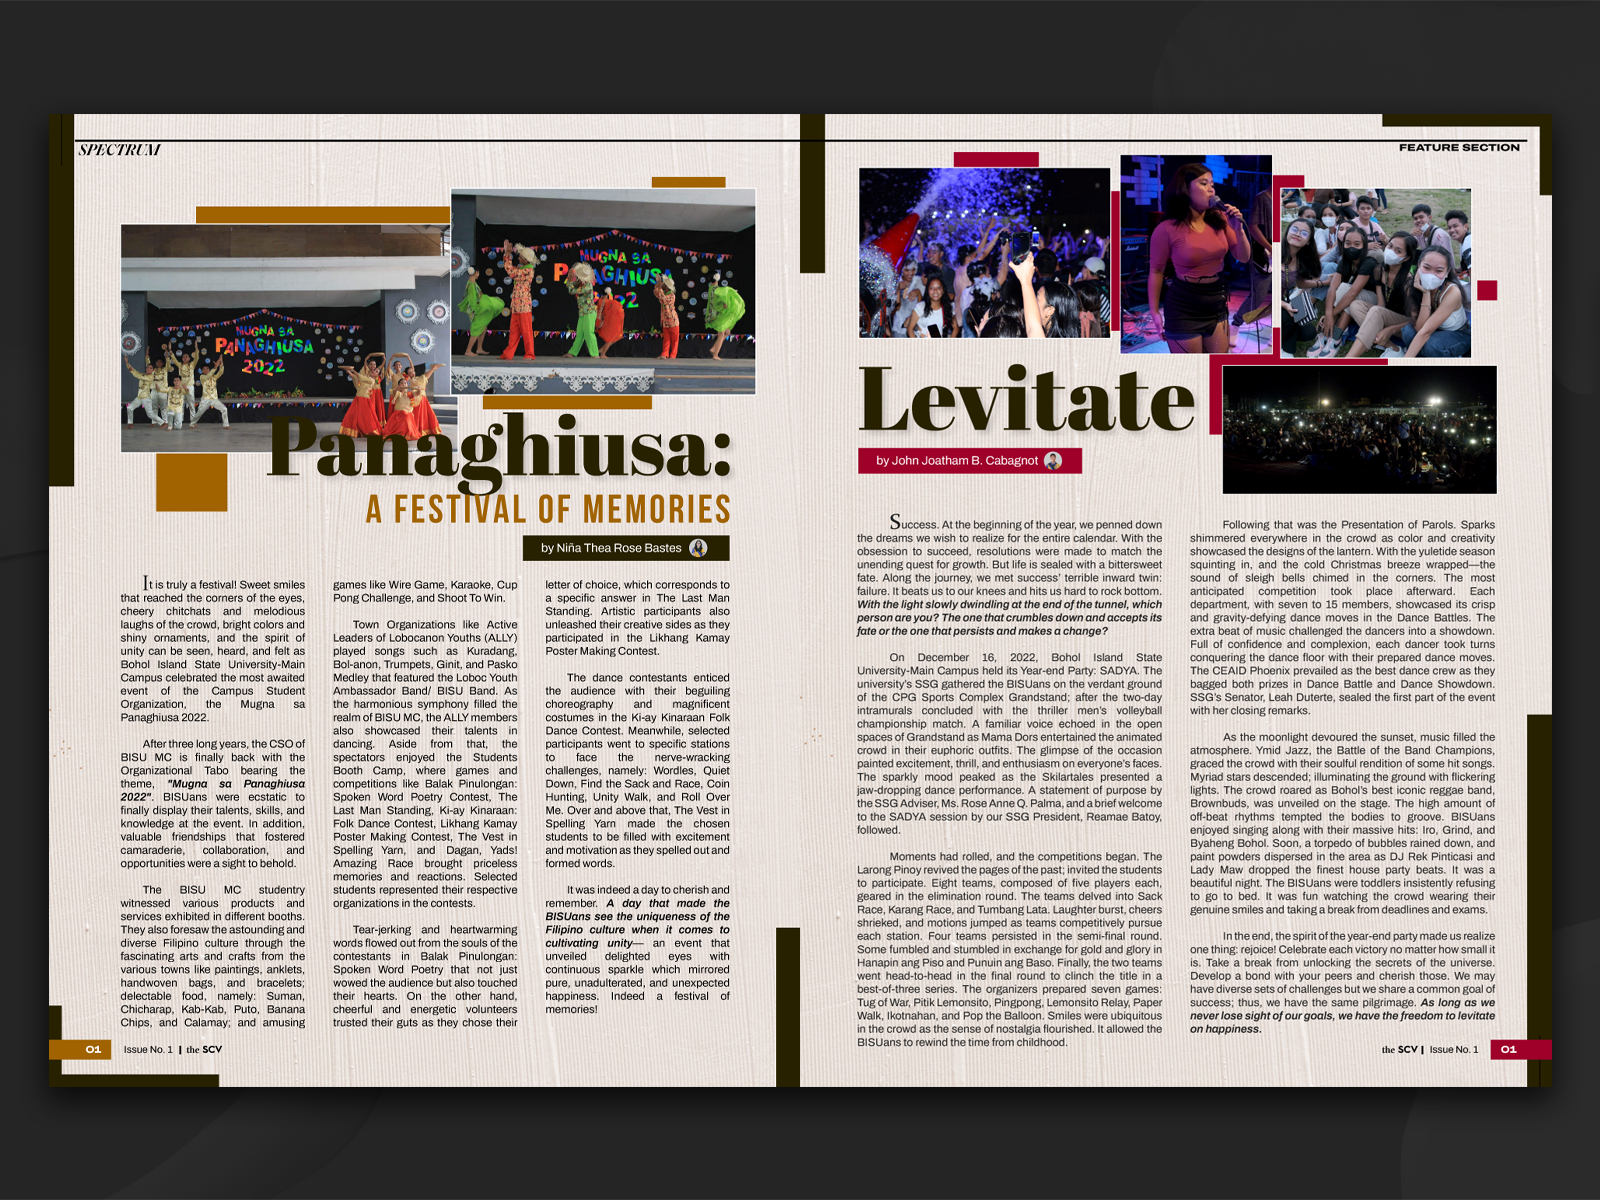 SPECTRUM
MUGNA SA
PANAGHIUSA
2022
MUGNA SA
PANAGHIUSA
2022
Panaghiusa:
A FESTIVAL OF MEMORIES
by Niña Thea Rose Bastes
It is truly a festival! Sweet smiles
that reached the corners of the eyes,
cheery chitchats and melodious
laughs of the crowd, bright colors and
shiny ornaments, and the spirit of
unity can be seen, heard, and felt as
Bohol Island State University-Main
Campus celebrated the most awaited
event of the Campus Student
Organization, the Mugna sa
Panaghiusa 2022.
After three long years, the CSO of
BISU MC is finally back with the
Organizational Tabo bearing the
theme, "Mugna sa Panaghiusa
2022". BISUans were ecstatic to
finally display their talents, skills, and
knowledge at the event. In addition,
valuable friendships that fostered
camaraderie, collaboration, and
opportunities were a sight to behold.
The BISU MC studentry
witnessed various products and
services exhibited in different booths.
They also foresaw the astounding and
diverse Filipino culture through the
fascinating arts and crafts from the
various towns like paintings, anklets,
handwoven bags, and bracelets;
delectable food, namely: Suman,
Chicharap, Kab-Kab, Puto, Banana
Chips, and Calamay; and amusing
games like Wire Game, Karaoke, Cup
Pong Challenge, and Shoot To Win.
Town Organizations like Active
Leaders of Lobocanon Youths (ALLY)
played songs such as Kuradang,
Bol-anon, Trumpets, Ginit, and Pasko
Medley that featured the Loboc Youth
Ambassador Band/ BISU Band. As
the harmonious symphony filled the
realm of BISU MC, the ALLY members
also showcased their talents in
dancing. Aside from that, the
spectators enjoyed the Students
Booth Camp, where games and
competitions like Balak Pinulongan:
Spoken Word Poetry Contest, The
Last Man Standing, Ki-ay Kinaraan:
Folk Dance Contest, Likhang Kamay
Poster Making Contest, The Vest in
Spelling Yarn, and Dagan, Yads!
Amazing Race brought priceless
memories and reactions. Selected
students represented their respective
organizations in the contests.
Tear-jerking and heartwarming
words flowed out from the souls of the
contestants in Balak Pinulongan:
Spoken Word Poetry that not just
wowed the audience but also touched
their hearts. On the other hand,
cheerful and energetic volunteers
trusted their guts as they chose their
letter of choice, which corresponds to
a specific answer in The Last Man
Standing. Artistic participants also
unleashed their creative sides as they
participated in the Likhang Kamay
Poster Making Contest.
The dance contestants enticed
the audience with their beguiling
choreography and magnificent
costumes in the Ki-ay Kinaraan Folk
Dance Contest. Meanwhile, selected
participants went to specific stations
to face the nerve-wracking
challenges, namely: Wordles, Quiet
Down, Find the Sack and Race, Coin
Hunting, Unity Walk, and Roll Over
Me. Over and above that, The Vest in
Spelling Yarn made the chosen
students to be filled with excitement
and motivation as they spelled out and
formed words.
It was indeed a day to cherish and
remember. A day that made the
BISUans see the uniqueness of the
Filipino culture when it comes to
cultivating unity— an event that
unveiled delighted eyes with
continuous sparkle which mirrored
pure, unadulterated, and unexpected
happiness. Indeed a festival of
memories!
01 Issue No. 1 | the SCV
FEATURE SECTION
Levitate
by John Joatham B. Cabagnot
Success. At the beginning of the year, we penned down
the dreams we wish to realize for the entire calendar. With the
obsession to succeed, resolutions were made to match the
unending quest for growth. But life is sealed with a bittersweet
fate. Along the journey, we met success' terrible inward twin:
failure. It beats us to our knees and hits us hard to rock bottom.
With the light slowly dwindling at the end of the tunnel, which
person are you? The one that crumbles down and accepts its
fate or the one that persists and makes a change?
On December 16, 2022, Bohol Island State
University-Main Campus held its Year-end Party: SADYA. The
university's SSG gathered the BISUans on the verdant ground
of the CPG Sports Complex Grandstand; after the two-day
intramurals concluded with the thriller men's volleyball
championship match. A familiar voice echoed in the open
spaces of Grandstand as Mama Dors entertained the animated
crowd in their euphoric outfits. The glimpse of the occasion
painted excitement, thrill, and enthusiasm on everyone's faces.
The sparkly mood peaked as the Skilartales presented a
jaw-dropping dance performance. A statement of purpose by
the SSG Adviser, Ms. Rose Anne Q. Palma, and a brief welcome
to the SADYA session by our SSG President, Reamae Batoy,
followed.
Moments had rolled, and the competitions began. The
Larong Pinoy revived the pages of the past; invited the students
to participate. Eight teams, composed of five players each,
geared in the elimination round. The teams delved into Sack
Race, Karang Race, and Tumbang Lata. Laughter burst, cheers
shrieked, and motions jumped as teams competitively pursue
each station. Four teams persisted in the semi-final round.
Some fumbled and stumbled in exchange for gold and glory in
Hanapin ang Piso and Punuin ang Baso. Finally, the two teams
went head-to-head in the final round to clinch the title in a
best-of-three series. The organizers prepared seven games:
Tug of War, Pitik Lemonsito, Pingpong, Lemonsito Relay, Paper
Walk, Ikotnahan, and Pop the Balloon. Smiles were ubiquitous
in the crowd as the sense of nostalgia flourished. It allowed the
BISUans to rewind the time from childhood.
Following that was the Presentation of Parols. Sparks
shimmered everywhere in the crowd as color and creativity
showcased the designs of the lantern. With the yuletide season
squinting in, and the cold Christmas breeze wrapped—the
sound of sleigh bells chimed in the corners. The most
anticipated competition took place afterward. Each
department, with seven to 15 members, showcased its crisp
and gravity-defying dance moves in the Dance Battles. The
extra beat of music challenged the dancers into a showdown.
Full of confidence and complexion, each dancer took turns
conquering the dance floor with their prepared dance moves.
The CEAID Phoenix prevailed as the best dance crew as they
bagged both prizes in Dance Battle and Dance Showdown.
SSG's Senator, Leah Duterte, sealed the first part of the event
with her closing remarks.
As the moonlight devoured the sunset, music filled the
atmosphere. Ymid Jazz, the Battle of the Band Champions,
graced the crowd with their soulful rendition of some hit songs.
Myriad stars descended; illuminating the ground with flickering
lights. The crowd roared as Bohol's best iconic reggae band,
Brownbuds, was unveiled on the stage. The high amount of
off-beat rhythms tempted the bodies to groove. BISUans
enjoyed singing along with their massive hits: Iro, Grind, and
Byaheng Bohol. Soon, a torpedo of bubbles rained down, and
paint powders dispersed in the area as DJ Rek Pinticasi and
Lady Maw dropped the finest house party beats. It was a
beautiful night. The BISUans were toddlers insistently refusing
to go to bed. It was fun watching the crowd wearing their
genuine smiles and taking a break from deadlines and exams.
In the end, the spirit of the year-end party made us realize
one thing: rejoice! Celebrate each victory no matter how small it
is. Take a break from unlocking the secrets of the universe.
Develop a bond with your peers and cherish those. We may
have diverse sets of challenges but we share a common goal of
success; thus, we have the same pilgrimage. As long as we
never lose sight of our goals, we have the freedom to levitate
on happiness.
the SCV | Issue No. 1 01